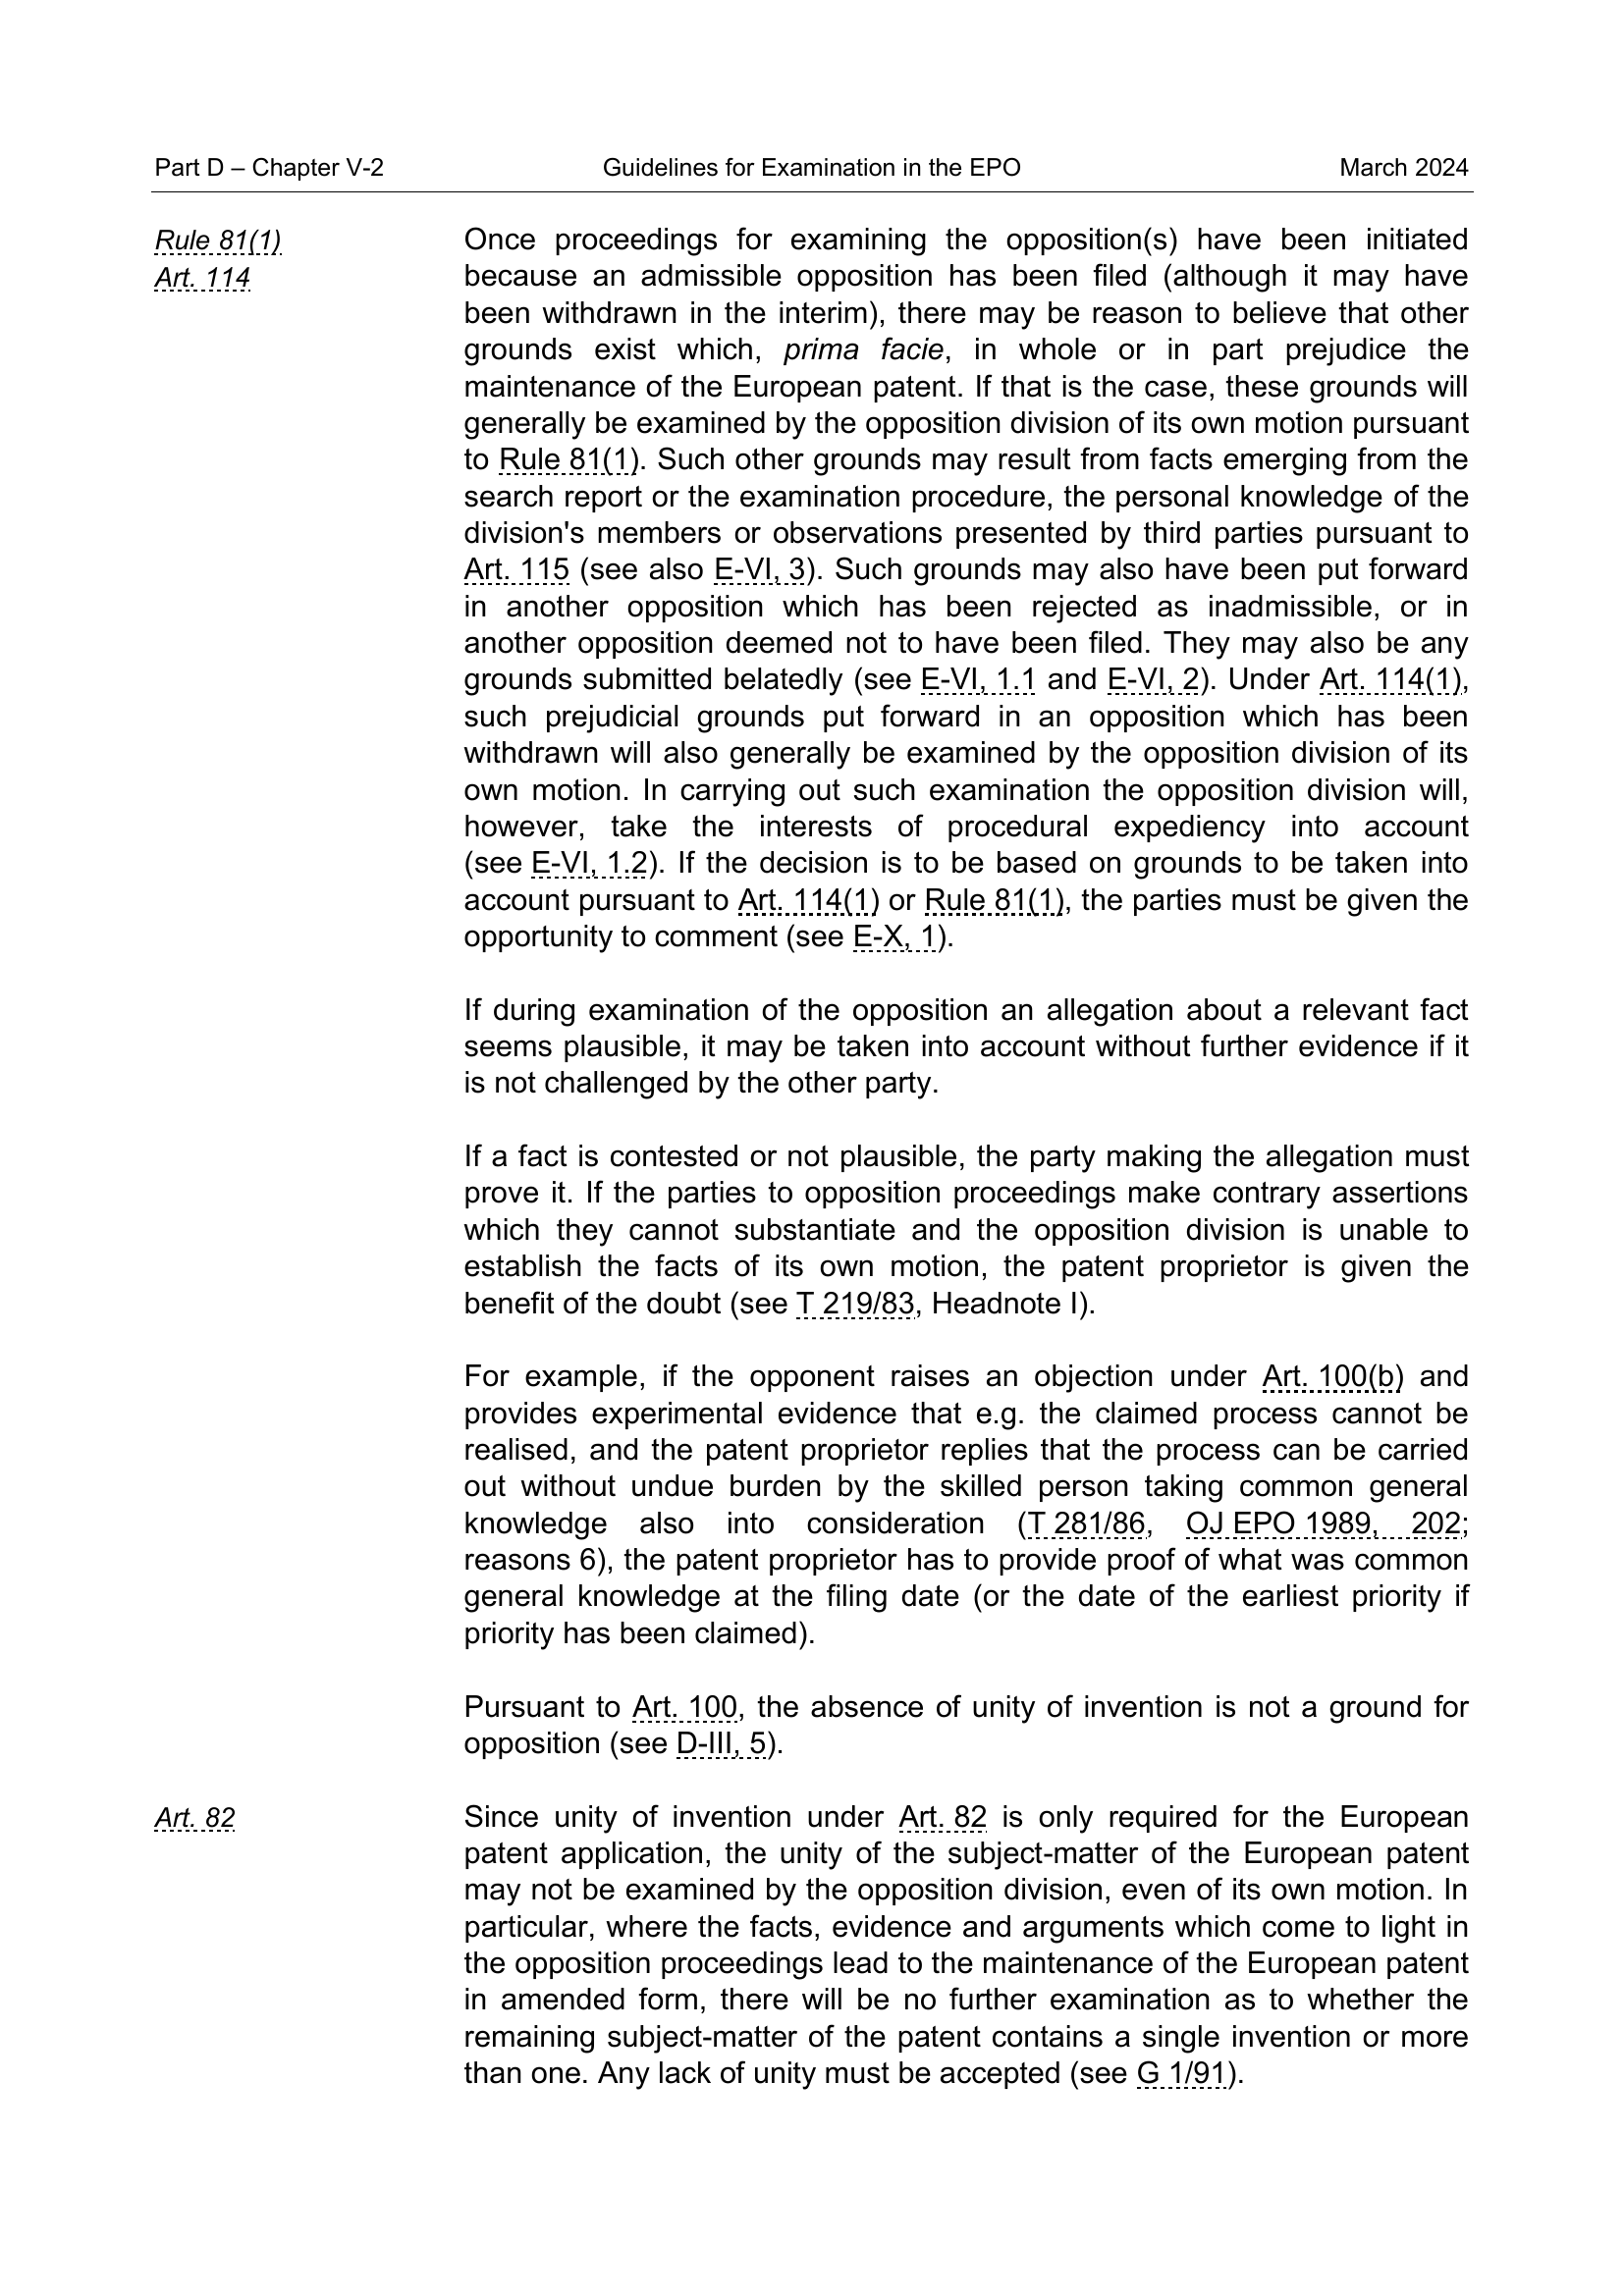 Part D – Chapter V-2 Guidelines for Examination in the EPO March 2024
Rule 81(1)
Art. 114
Once proceedings for examining the opposition(s) have been initiated
because an admissible opposition has been filed (although it may have
been withdrawn in the interim), there may be reason to believe that other
grounds exist which, prima facie, in whole or in part prejudice the
maintenance of the European patent. If that is the case, these grounds will
generally be examined by the opposition division of its own motion pursuant
to Rule 81(1). Such other grounds may result from facts emerging from the
search report or the examination procedure, the personal knowledge of the
division's members or observations presented by third parties pursuant to
Art. 115 (see also E-VI, 3). Such grounds may also have been put forward
in another opposition which has been rejected as inadmissible, or in
another opposition deemed not to have been filed. They may also be any
grounds submitted belatedly (see E-VI, 1.1 and E-VI, 2). Under Art. 114(1),
such prejudicial grounds put forward in an opposition which has been
withdrawn will also generally be examined by the opposition division of its
own motion. In carrying out such examination the opposition division will,
however, take the interests of procedural expediency into account
(see E-VI, 1.2). If the decision is to be based on grounds to be taken into
account pursuant to Art. 114(1) or Rule 81(1), the parties must be given the
opportunity to comment (see E-X, 1).
If during examination of the opposition an allegation about a relevant fact
seems plausible, it may be taken into account without further evidence if it
is not challenged by the other party.
If a fact is contested or not plausible, the party making the allegation must
prove it. If the parties to opposition proceedings make contrary assertions
which they cannot substantiate and the opposition division is unable to
establish the facts of its own motion, the patent proprietor is given the
benefit of the doubt (see T 219/83, Headnote I).
For example, if the opponent raises an objection under Art. 100(b) and
provides experimental evidence that e.g. the claimed process cannot be
realised, and the patent proprietor replies that the process can be carried
out without undue burden by the skilled person taking common general
knowledge also into consideration (T 281/86, OJ EPO 1989, 202;
reasons 6), the patent proprietor has to provide proof of what was common
general knowledge at the filing date (or the date of the earliest priority if
priority has been claimed).
Pursuant to Art. 100, the absence of unity of invention is not a ground for
opposition (see D-III, 5).
Art. 82
Since unity of invention under Art. 82 is only required for the European
patent application, the unity of the subject-matter of the European patent
may not be examined by the opposition division, even of its own motion. In
particular, where the facts, evidence and arguments which come to light in
the opposition proceedings lead to the maintenance of the European patent
in amended form, there will be no further examination as to whether the
remaining subject-matter of the patent contains a single invention or more
than one. Any lack of unity must be accepted (see G 1/91).